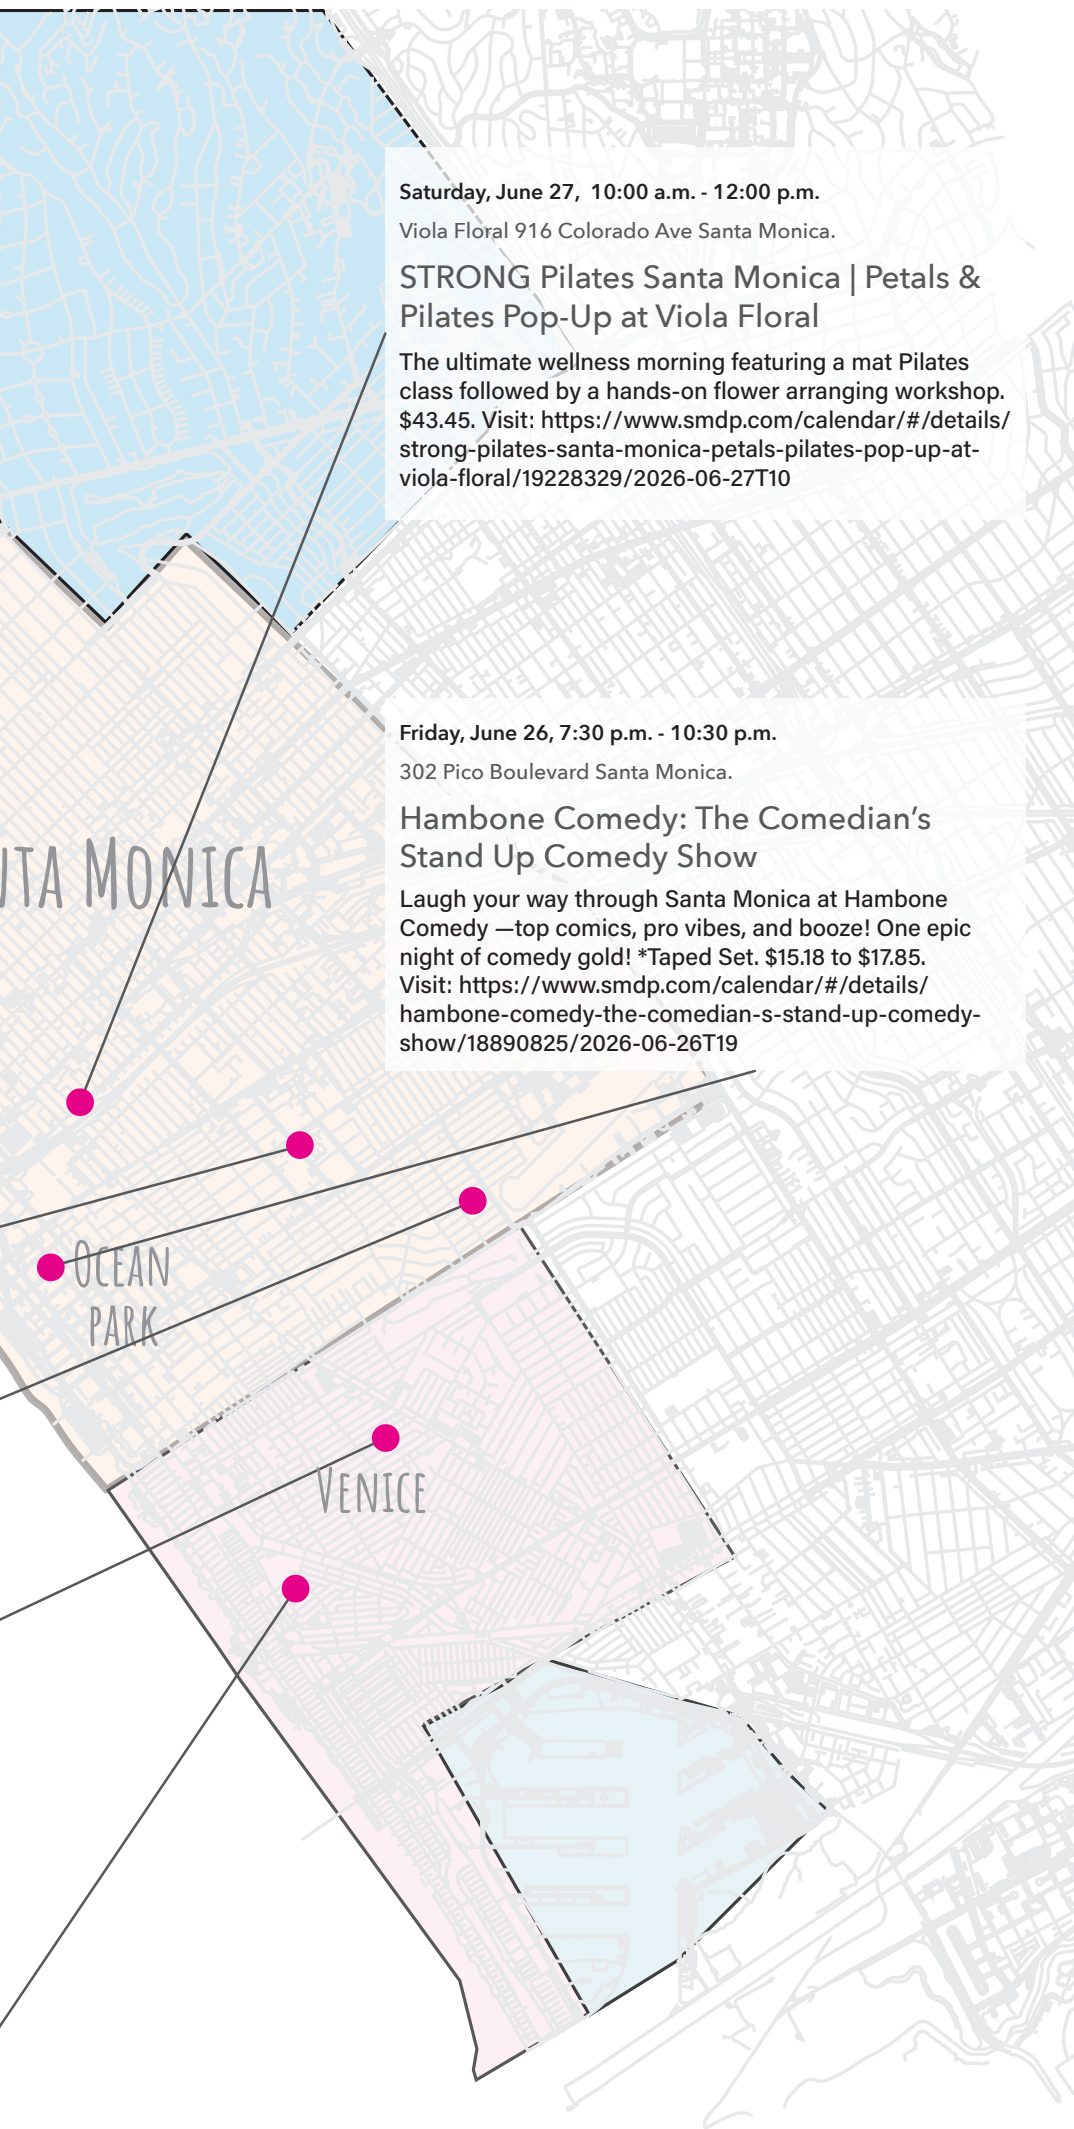 Saturday, June 27, 10:00 a.m. - 12:00 p.m.
Viola Floral 916 Colorado Ave Santa Monica.
STRONG Pilates Santa Monica | Petals &
Pilates Pop-Up at Viola Floral
The ultimate wellness morning featuring a mat Pilates
class followed by a hands-on flower arranging workshop.
$43.45. Visit: https://www.smdp.com/calendar/#/details/
strong-pilates-santa-monica-petals-pilates-pop-up-at-
viola-floral/19228329/2026-06-27T10
Friday, June 26, 7:30 p.m. - 10:30 p.m.
302 Pico Boulevard Santa Monica.
Hambone Comedy: The Comedian’s
Stand Up Comedy Show
Laugh your way through Santa Monica at Hambone
Comedy —top comics, pro vibes, and booze! One epic
night of comedy gold! *Taped Set. $15.18 to $17.85.
Visit: https://www.smdp.com/calendar/#/details/
hambone-comedy-the-comedian-s-stand-up-comedy-
show/18890825/2026-06-26T19
NTA MONICA
OCEAN
PARK
VENICE